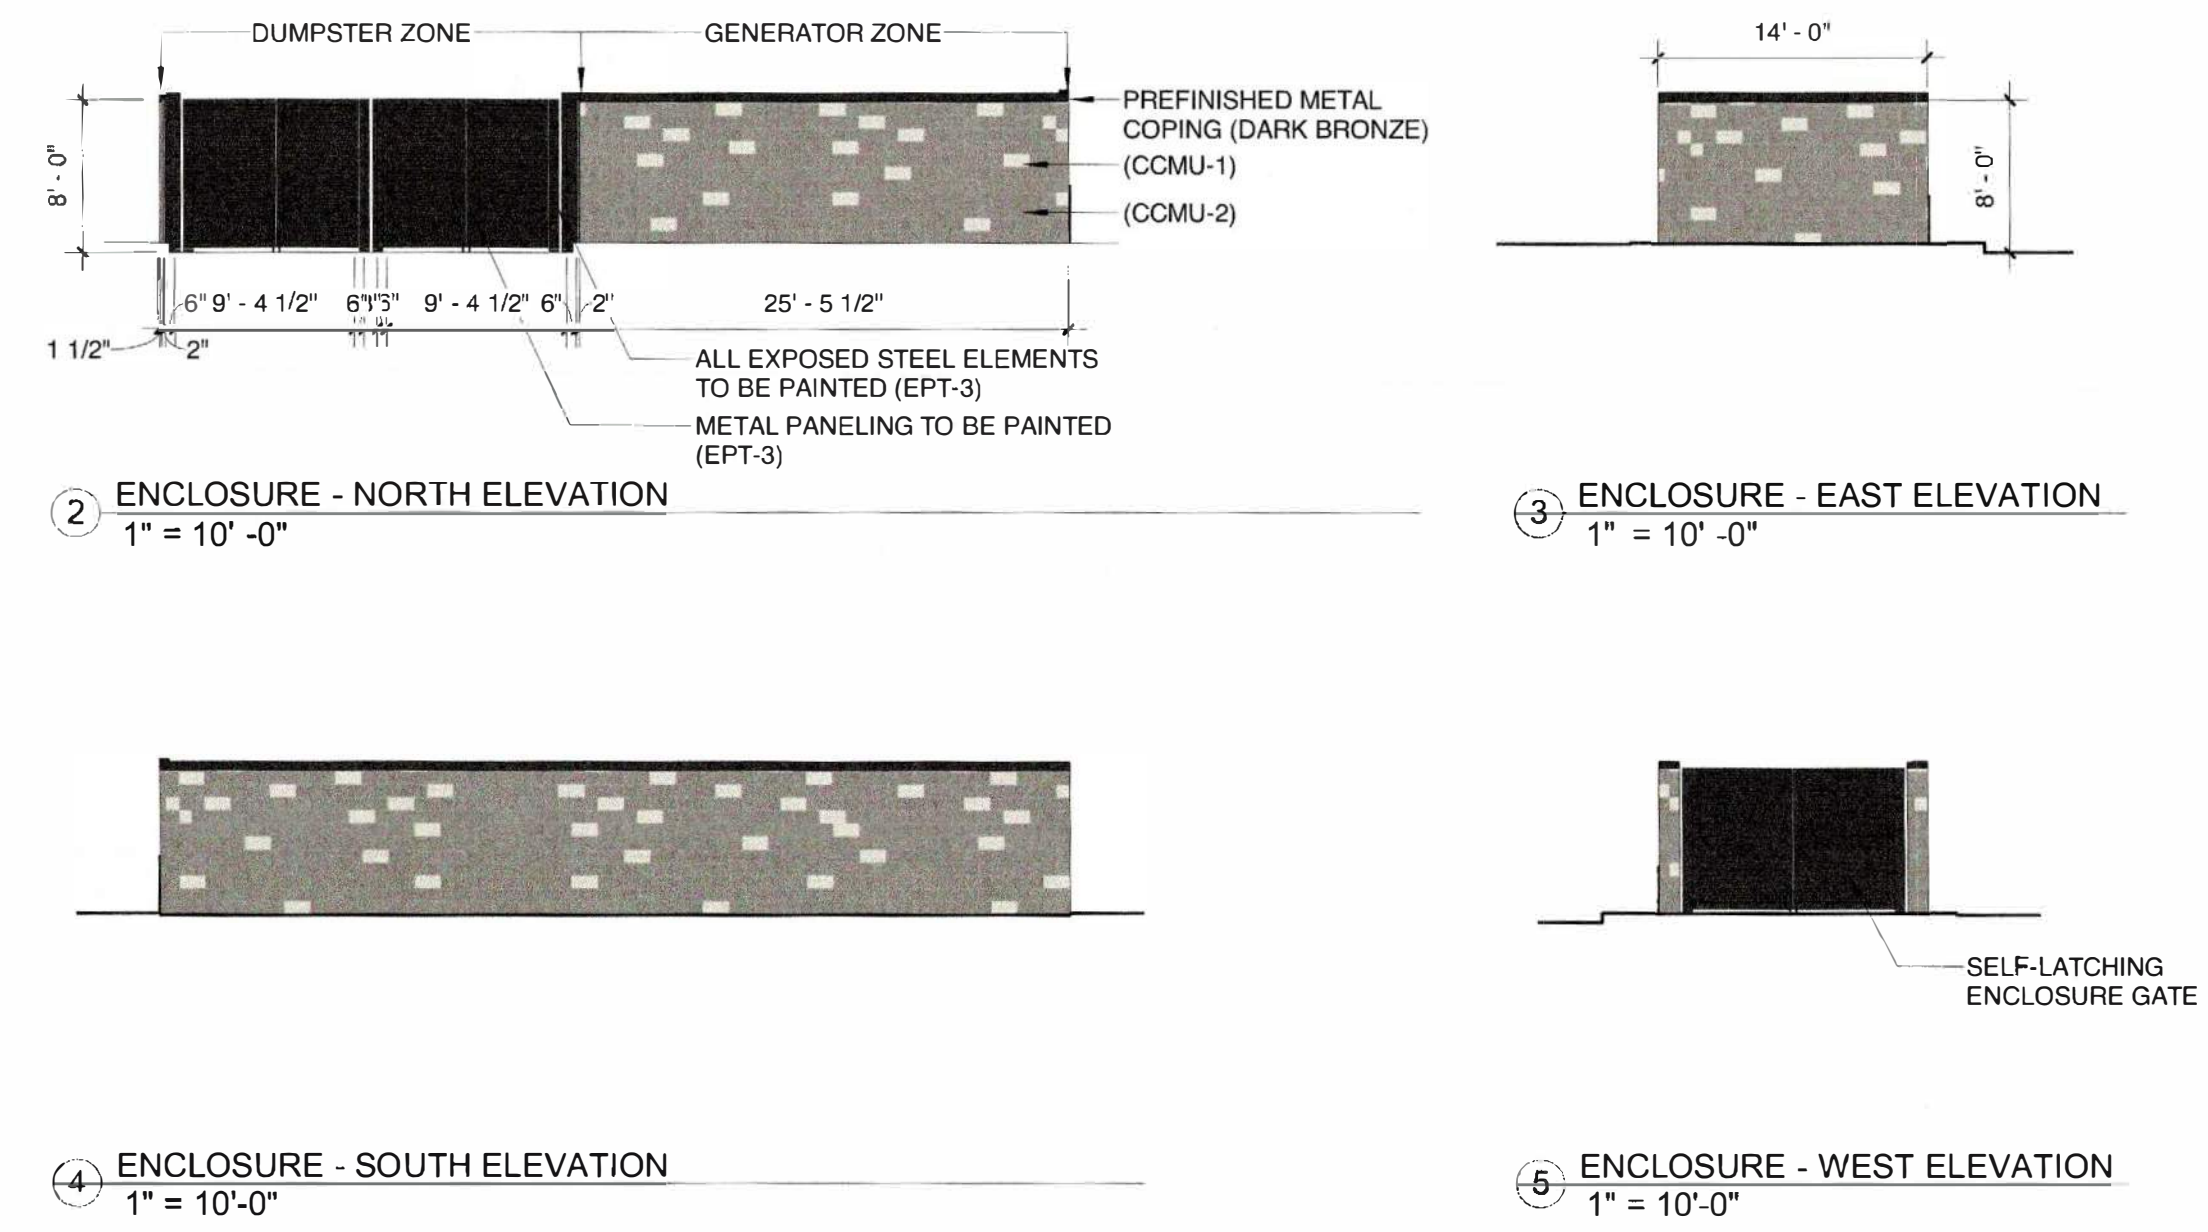 DUMPSTER ZONE
GENERATOR ZONE
14' - 0"
PREFINISHED METAL
COPING (DARK BRONZE)
(CCMU-1)
(CCMU-2)
8' - 0"
8' - 0"
6" 9' - 4 1/2" 6" 9' - 4 1/2" 6" 2" 25' - 5 1/2"
1 1/2" 2"
ALL EXPOSED STEEL ELEMENTS
TO BE PAINTED (EPT-3)
METAL PANELING TO BE PAINTED
(EPT-3)
2 ENCLOSURE - NORTH ELEVATION
1" = 10' -0"
3 ENCLOSURE - EAST ELEVATION
1" = 10' -0"
SELF-LATCHING
ENCLOSURE GATE
4 ENCLOSURE - SOUTH ELEVATION
1" = 10'-0"
5 ENCLOSURE - WEST ELEVATION
1" = 10'-0"